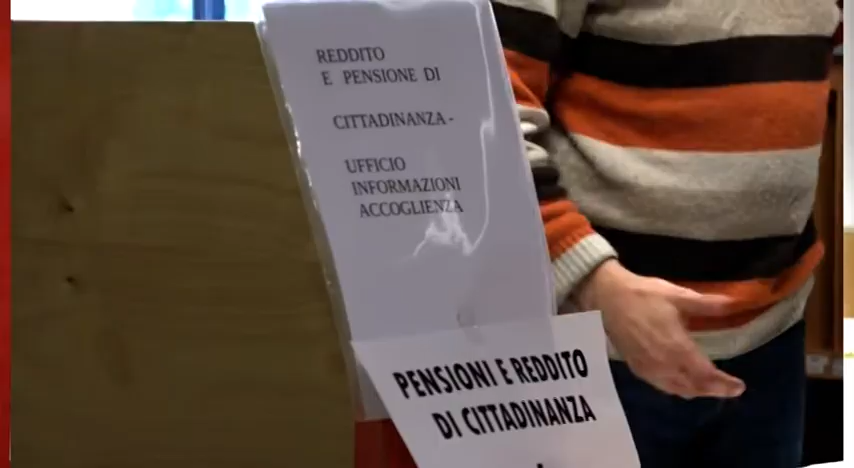 REDDITO
E PENSIONE DI
CITTADINANZA-
UFFICIO
INFORMAZIONI
ACCOGLIENZA
PENSIONI E REDDITO
DI CITTADINANZA